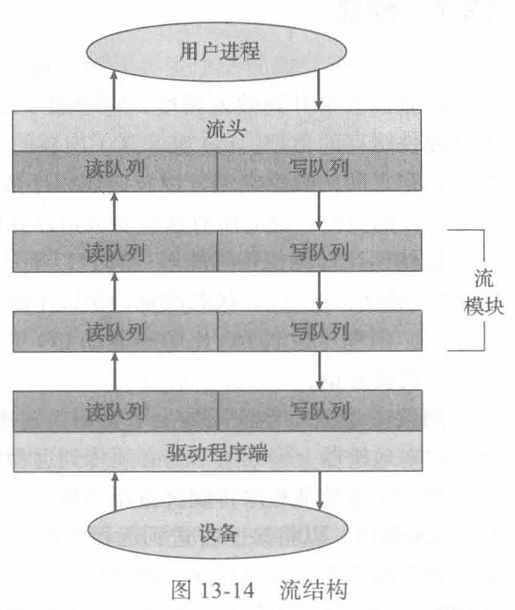 用户进程
流头
读队列 写队列
读队列 写队列
流
模块
读队列 写队列
读队列 写队列
驱动程序端
设备
图 13-14 流结构